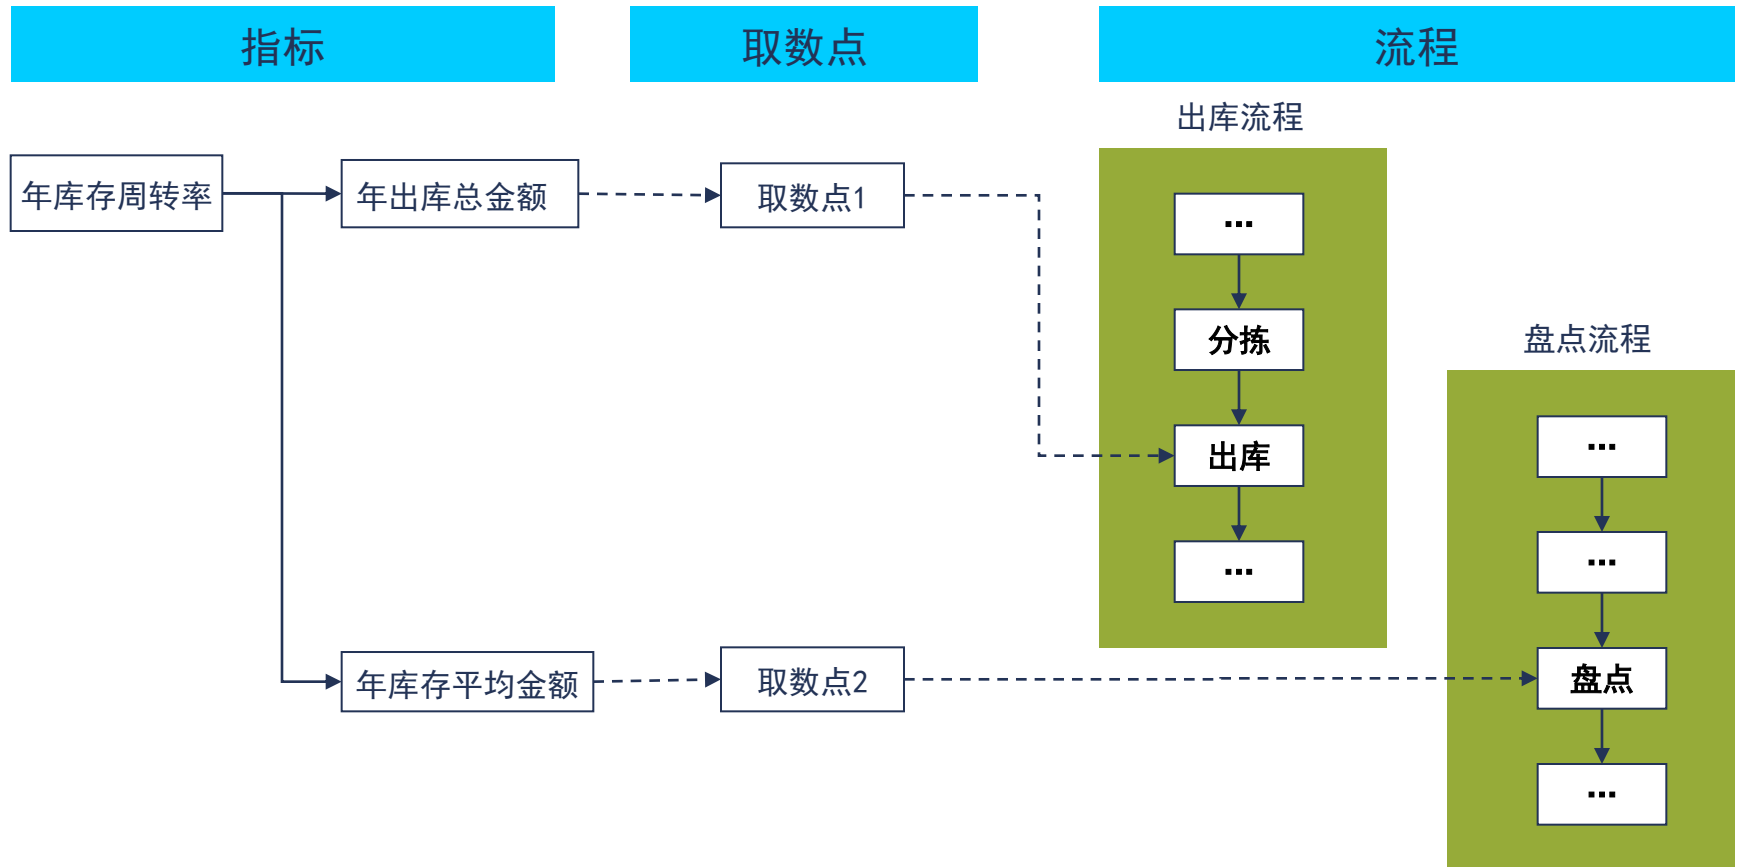 指标
取数点
流程
出库流程
年库存周转率
年出库总金额
取数点1
...
分拣
出库
...
盘点流程
...
...
年库存平均金额
取数点2
盘点
...